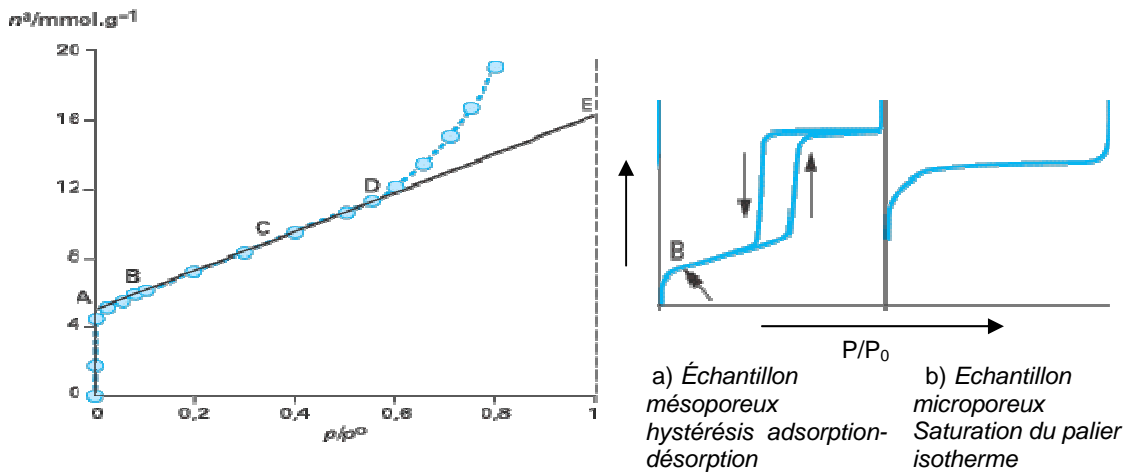 nᵃ/mmol.g⁻¹
20
16
12
8
4
0
A
B
C
D
E
0
0,2
0,4
0,6
0,8
1
p/p⁰
B
P/P₀
a) Échantillon
mésoporeux
hystérésis adsorption-
désorption
b) Echantillon
microporeux
Saturation du palier
isotherme